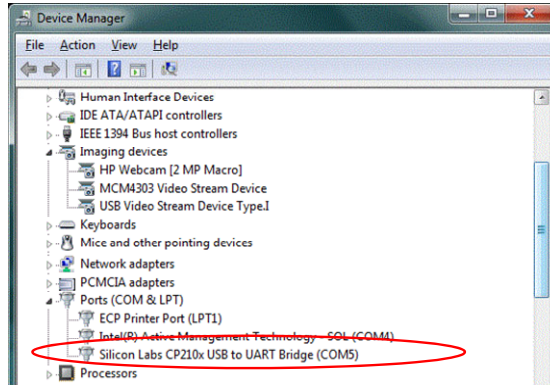 Device Manager
File Action View Help
Human Interface Devices
IDE ATA/ATAPI controllers
IEEE 1394 Bus host controllers
Imaging devices
HP Webcam [2 MP Macro]
MCM4303 Video Stream Device
USB Video Stream Device Type.I
Keyboards
Mice and other pointing devices
Network adapters
PCMCIA adapters
Ports (COM & LPT)
ECP Printer Port (LPT1)
Intel(R) Active Management Technology - SOL (COM4)
Silicon Labs CP210x USB to UART Bridge (COM5)
Processors